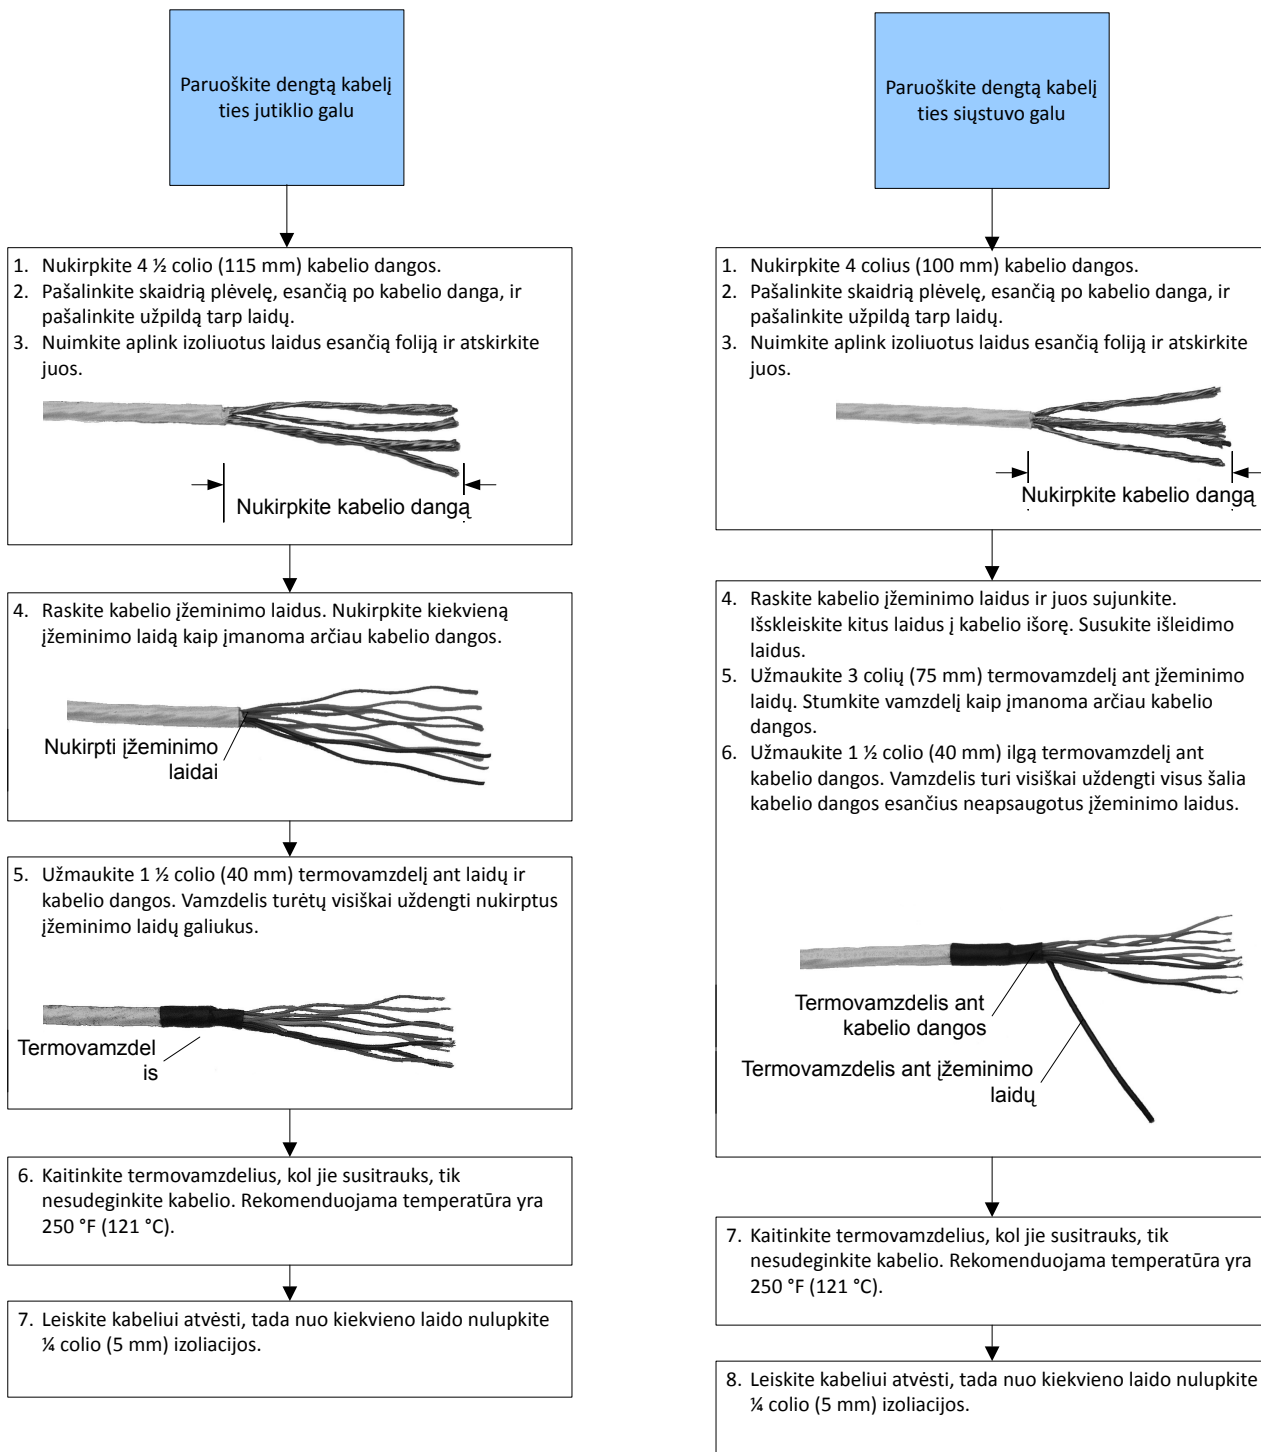 Paruoškite dengtą kabelį
ties jutiklio galu
1. Nukirpkite 4 ½ colio (115 mm) kabelio dangos.
2. Pašalinkite skaidrią plėvelę, esančią po kabelio danga, ir
pašalinkite užpildą tarp laidų.
3. Nuimkite aplink izoliuotus laidus esančią foliją ir atskirkite
juos.
Nukirpkite kabelio dangą
4. Raskite kabelio įžeminimo laidus. Nukirpkite kiekvieną
įžeminimo laidą kaip įmanoma arčiau kabelio dangos.
Nukirpti įžeminimo
laidai
5. Užmaukite 1 ½ colio (40 mm) termovamzdelį ant laidų ir
kabelio dangos. Vamzdelis turėtų visiškai uždengti nukirptus
įžeminimo laidų galiukus.
Termovamzdel
is
6. Kaitinkite termovamzdelius, kol jie susitrauks, tik
nesudeginkite kabelio. Rekomenduojama temperatūra yra
250 °F (121 °C).
7. Leiskite kabeliui atvėsti, tada nuo kiekvieno laido nulupkite
¼ colio (5 mm) izoliacijos.
Paruoškite dengtą kabelį
ties siųstuvo galu
1. Nukirpkite 4 colius (100 mm) kabelio dangos.
2. Pašalinkite skaidrią plėvelę, esančią po kabelio danga, ir
pašalinkite užpildą tarp laidų.
3. Nuimkite aplink izoliuotus laidus esančią foliją ir atskirkite
juos.
Nukirpkite kabelio dangą
4. Raskite kabelio įžeminimo laidus ir juos sujunkite.
Išskleiskite kitus laidus į kabelio išorę. Susukite išleidimo
laidus.
5. Užmaukite 3 colių (75 mm) termovamzdelį ant įžeminimo
laidų. Stumkite vamzdelį kaip įmanoma arčiau kabelio
dangos.
6. Užmaukite 1 ½ colio (40 mm) ilgą termovamzdelį ant
kabelio dangos. Vamzdelis turi visiškai uždengti visus šalia
kabelio dangos esančius neapsaugotus įžeminimo laidus.
Termovamzdelis ant
kabelio dangos
Termovamzdelis ant įžeminimo
laidų
7. Kaitinkite termovamzdelius, kol jie susitrauks, tik
nesudeginkite kabelio. Rekomenduojama temperatūra yra
250 °F (121 °C).
8. Leiskite kabeliui atvėsti, tada nuo kiekvieno laido nulupkite
¼ colio (5 mm) izoliacijos.